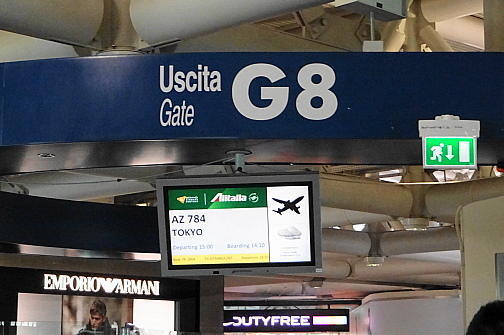 Uscita
Gate
G8
Alitalia
AZ 784
TOKYO
Departing 15:00 Boarding 14:10
EMPORIO ARMANI
DUTYFREE